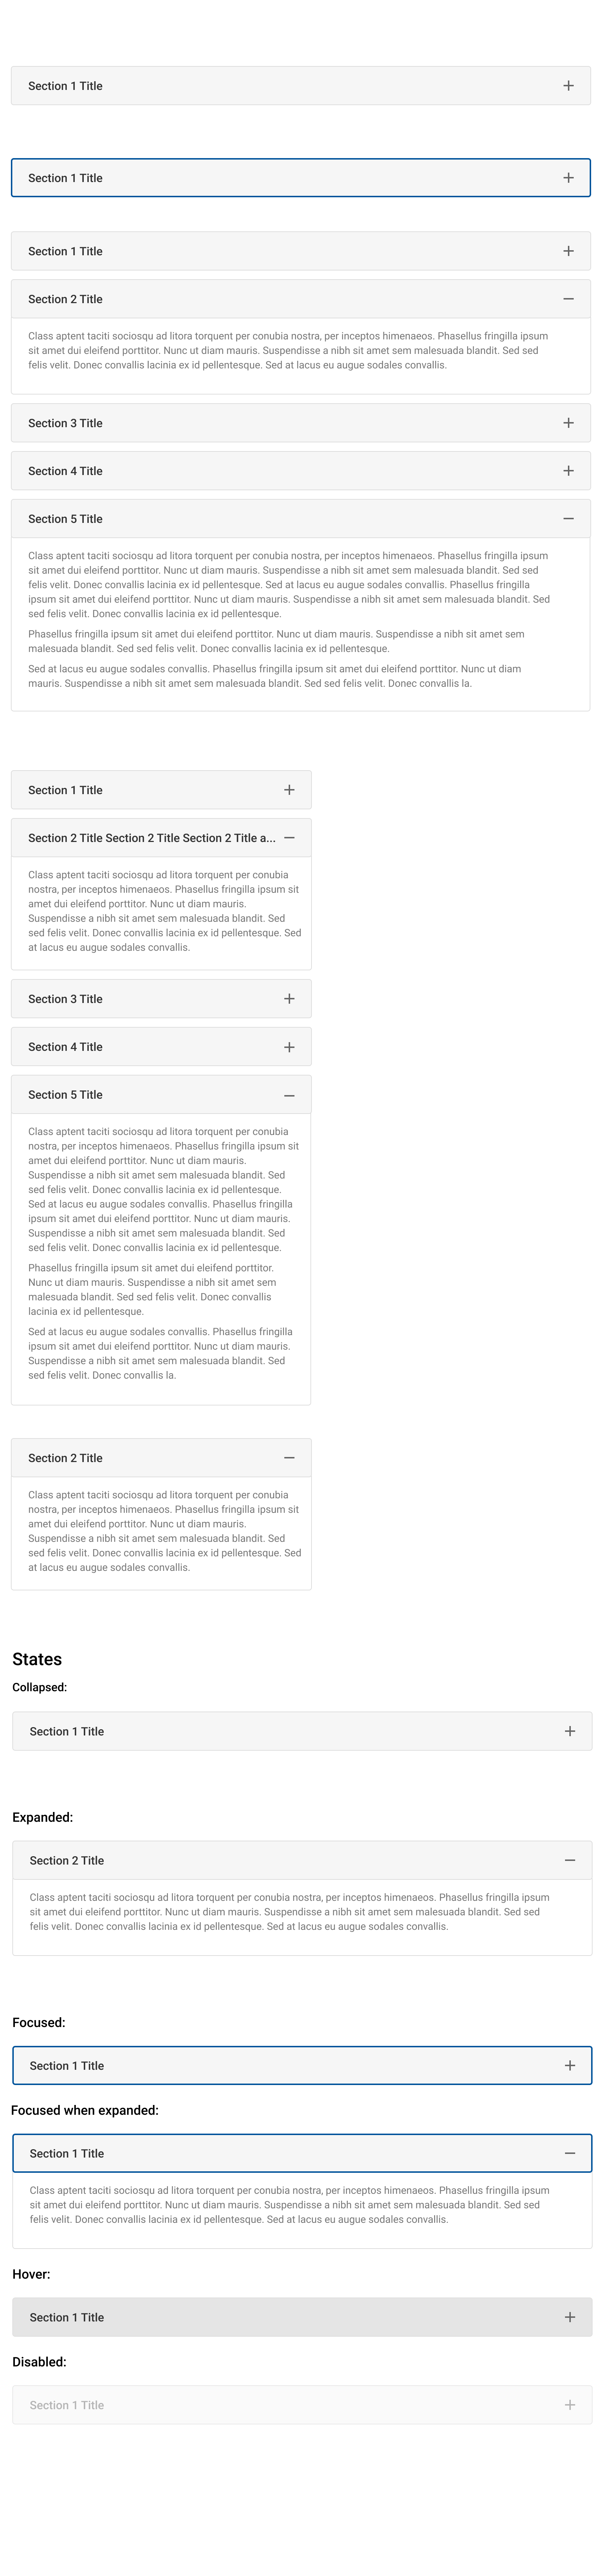 Section 1 Title
Section 1 Title
Section 1 Title
Section 2 Title
Class aptent taciti sociosqu ad litora torquent per conubia nostra, per inceptos himenaeos. Phasellus fringilla ipsum
sit amet dui eleifend porttitor. Nunc ut diam mauris. Suspendisse a nibh sit amet sem malesuada blandit. Sed sed
felis velit. Donec convallis lacinia ex id pellentesque. Sed at lacus eu augue sodales convallis.
Section 3 Title
Section 4 Title
Section 5 Title
Class aptent taciti sociosqu ad litora torquent per conubia nostra, per inceptos himenaeos. Phasellus fringilla ipsum
sit amet dui eleifend porttitor. Nunc ut diam mauris. Suspendisse a nibh sit amet sem malesuada blandit. Sed sed
felis velit. Donec convallis lacinia ex id pellentesque. Sed at lacus eu augue sodales convallis. Phasellus fringilla
ipsum sit amet dui eleifend porttitor. Nunc ut diam mauris. Suspendisse a nibh sit amet sem malesuada blandit. Sed
sed felis velit. Donec convallis lacinia ex id pellentesque.
Phasellus fringilla ipsum sit amet dui eleifend porttitor. Nunc ut diam mauris. Suspendisse a nibh sit amet sem
malesuada blandit. Sed sed felis velit. Donec convallis lacinia ex id pellentesque.
Sed at lacus eu augue sodales convallis. Phasellus fringilla ipsum sit amet dui eleifend porttitor. Nunc ut diam
mauris. Suspendisse a nibh sit amet sem malesuada blandit. Sed sed felis velit. Donec convallis la.
Section 1 Title
Section 2 Title Section 2 Title Section 2 Title a...
Class aptent taciti sociosqu ad litora torquent per conubia
nostra, per inceptos himenaeos. Phasellus fringilla ipsum sit
amet dui eleifend porttitor. Nunc ut diam mauris.
Suspendisse a nibh sit amet sem malesuada blandit. Sed
sed felis velit. Donec convallis lacinia ex id pellentesque. Sed
at lacus eu augue sodales convallis.
Section 3 Title
Section 4 Title
Section 5 Title
Class aptent taciti sociosqu ad litora torquent per conubia
nostra, per inceptos himenaeos. Phasellus fringilla ipsum sit
amet dui eleifend porttitor. Nunc ut diam mauris.
Suspendisse a nibh sit amet sem malesuada blandit. Sed
sed felis velit. Donec convallis lacinia ex id pellentesque.
Sed at lacus eu augue sodales convallis. Phasellus fringilla
ipsum sit amet dui eleifend porttitor. Nunc ut diam mauris.
Suspendisse a nibh sit amet sem malesuada blandit. Sed
sed felis velit. Donec convallis lacinia ex id pellentesque.
Phasellus fringilla ipsum sit amet dui eleifend porttitor.
Nunc ut diam mauris. Suspendisse a nibh sit amet sem
malesuada blandit. Sed sed felis velit. Donec convallis
lacinia ex id pellentesque.
Sed at lacus eu augue sodales convallis. Phasellus fringilla
ipsum sit amet dui eleifend porttitor. Nunc ut diam mauris.
Suspendisse a nibh sit amet sem malesuada blandit. Sed
sed felis velit. Donec convallis la.
Section 2 Title
Class aptent taciti sociosqu ad litora torquent per conubia
nostra, per inceptos himenaeos. Phasellus fringilla ipsum sit
amet dui eleifend porttitor. Nunc ut diam mauris.
Suspendisse a nibh sit amet sem malesuada blandit. Sed
sed felis velit. Donec convallis lacinia ex id pellentesque. Sed
at lacus eu augue sodales convallis.
States
Collapsed:
Section 1 Title
Expanded:
Section 2 Title
Class aptent taciti sociosqu ad litora torquent per conubia nostra, per inceptos himenaeos. Phasellus fringilla ipsum
sit amet dui eleifend porttitor. Nunc ut diam mauris. Suspendisse a nibh sit amet sem malesuada blandit. Sed sed
felis velit. Donec convallis lacinia ex id pellentesque. Sed at lacus eu augue sodales convallis.
Focused:
Section 1 Title
Focused when expanded:
Section 1 Title
Class aptent taciti sociosqu ad litora torquent per conubia nostra, per inceptos himenaeos. Phasellus fringilla ipsum
sit amet dui eleifend porttitor. Nunc ut diam mauris. Suspendisse a nibh sit amet sem malesuada blandit. Sed sed
felis velit. Donec convallis lacinia ex id pellentesque. Sed at lacus eu augue sodales convallis.
Hover:
Section 1 Title
Disabled:
Section 1 Title